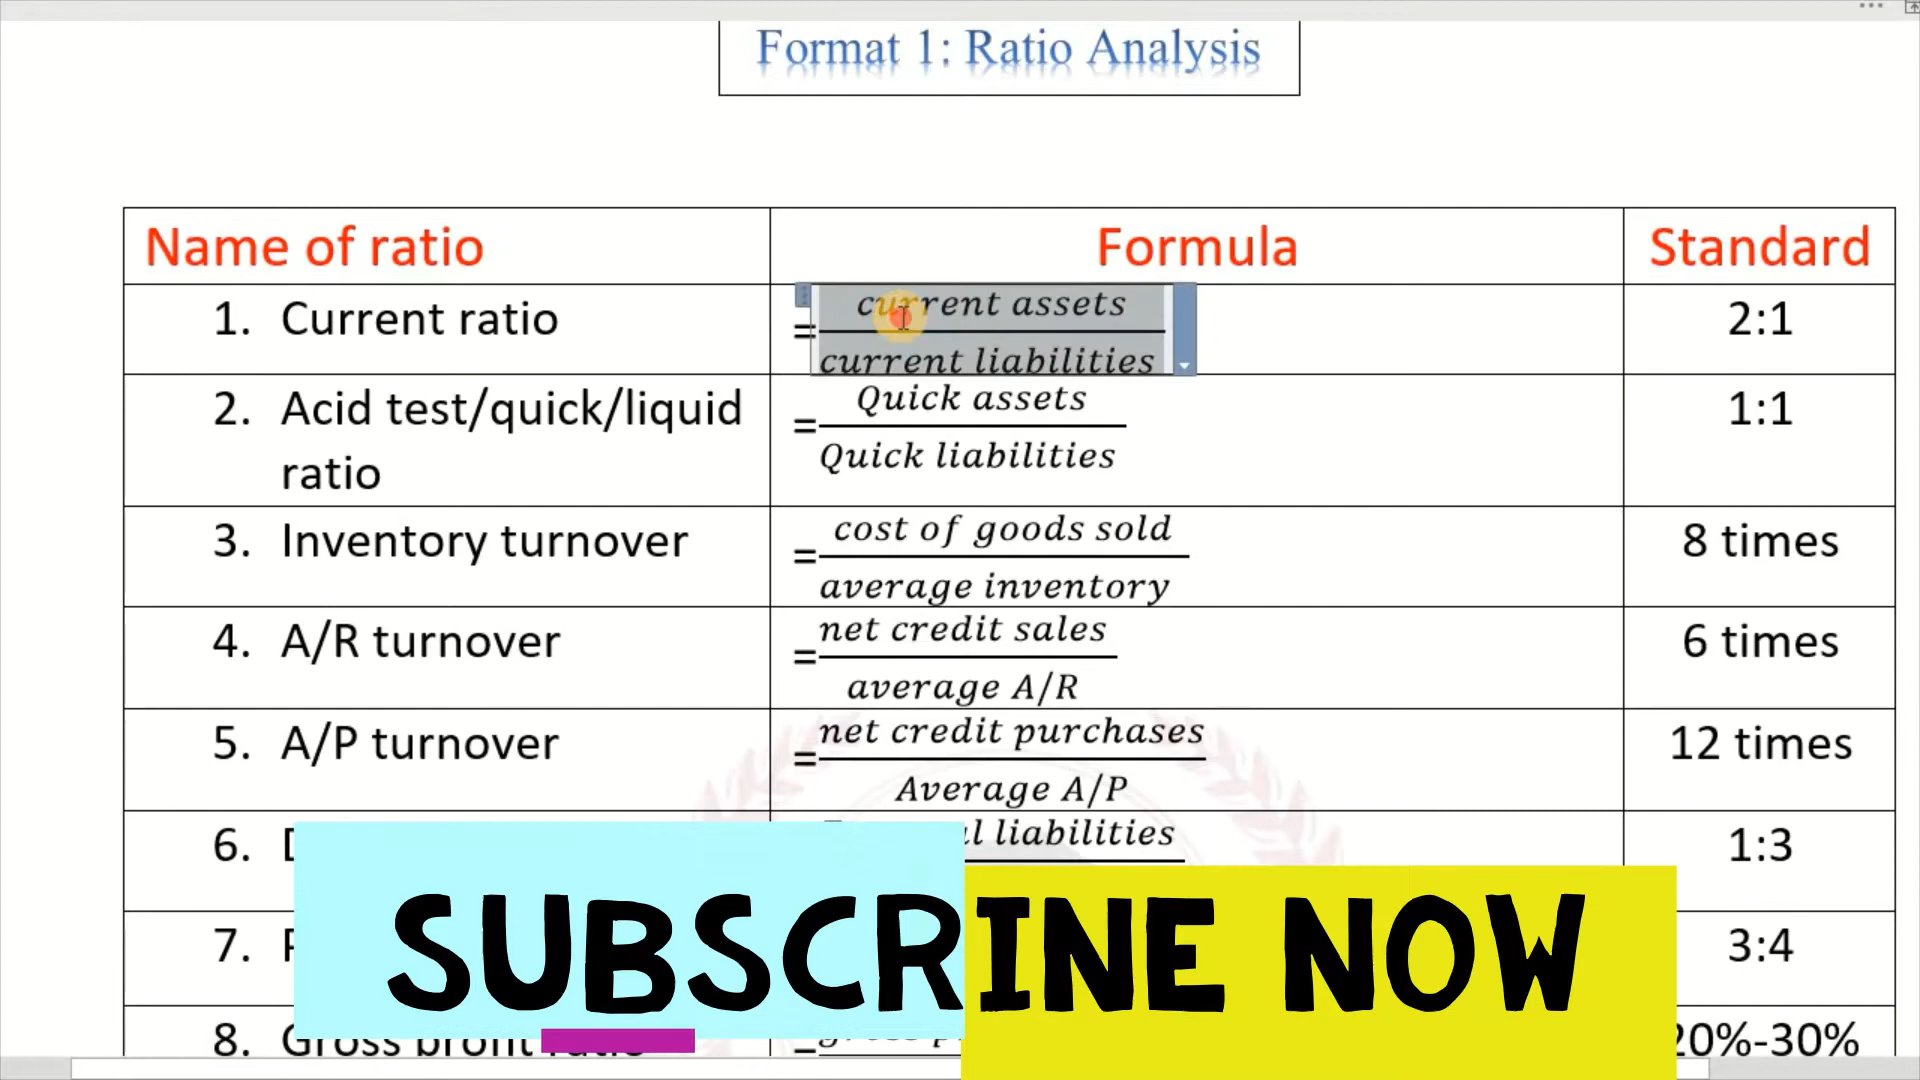 Format 1: Ratio Analysis
Name of ratio Formula Standard
1. Current ratio = current assets 2:1
current liabilities
2. Acid test/quick/liquid = Quick assets 1:1
ratio Quick liabilities
3. Inventory turnover = cost of goods sold 8 times
average inventory
4. A/R turnover = net credit sales 6 times
average A/R
5. A/P turnover = net credit purchases 12 times
Average A/P
6. liabilities 1:3
7. 3:4
8. Gross profit ratio = 20%-30%
SUBSCRINE NOW